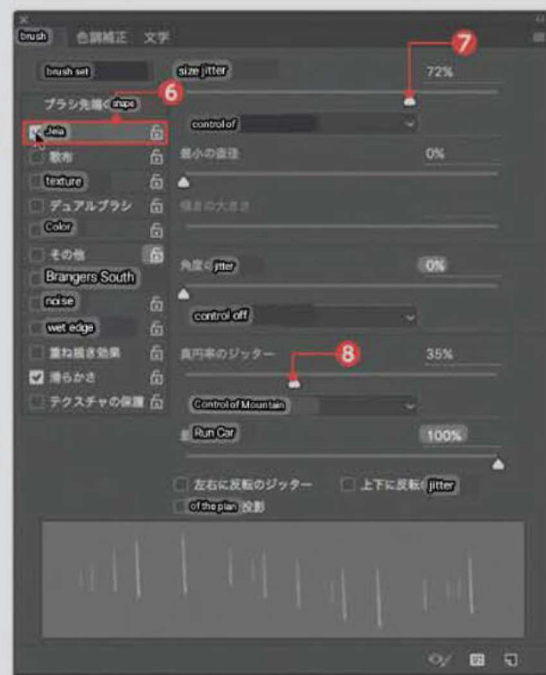 brush 色調補正 文字
brush set size jitter 72%
7
ブラシ先端の shape
6
Jeia
control of
散布 最小の直径 0%
texture
デュアルブラシ 傾きの大きさ
Color
その他
角度の jitter 0%
Brangers South
noise
control off
wet edge
重ね描き効果 真円率のジッター 8 35%
滑らかさ
テクスチャの保護 Control of Mountain
Run Car 100%
左右に反転のジッター 上下に反転 jitter
of the plan 投影